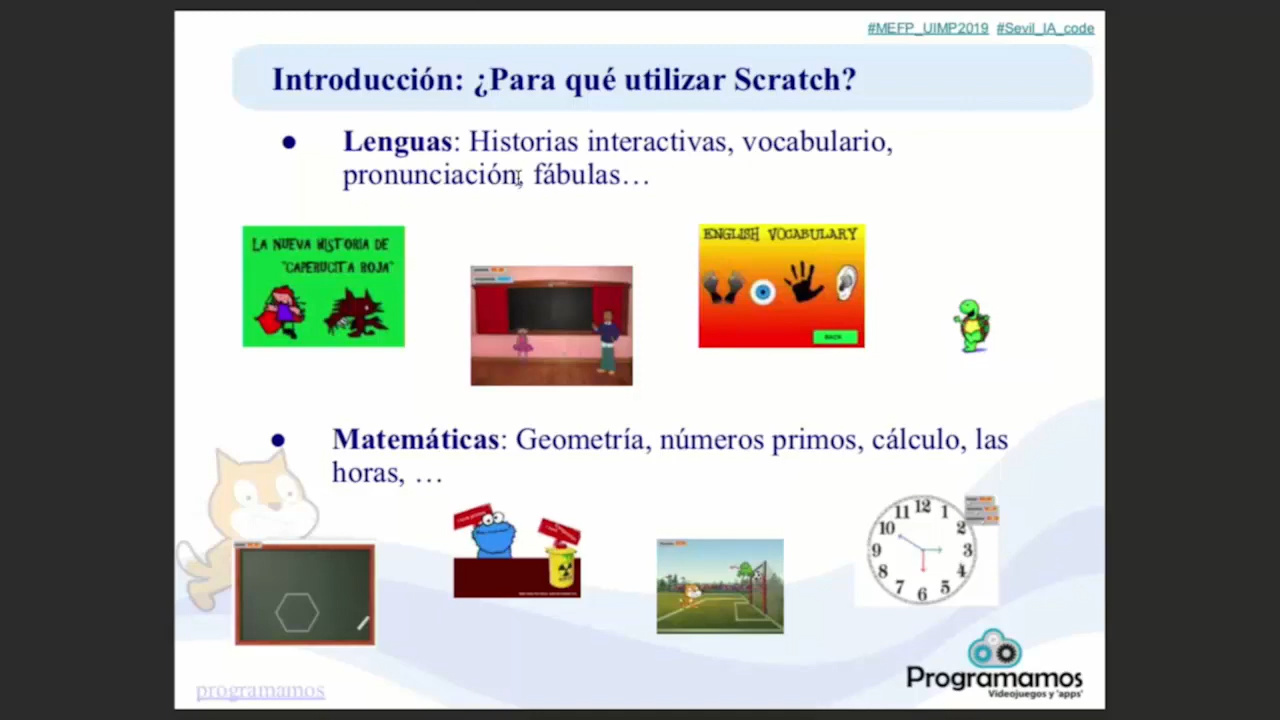 #MEFP_UIMP2019 #Sevil_IA_code
Introducción: ¿Para qué utilizar Scratch?
● Lenguas: Historias interactivas, vocabulario,
pronunciación, fábulas…
LA NUEVA HISTORIA DE
"CAPERUCITA ROJA"
ENGLISH VOCABULARY
BACK
● Matemáticas: Geometría, números primos, cálculo, las
horas, …
11 12 1
10 2
9 3
8 4
7 6 5
programamos
Programamos
Videojuegos y 'apps'